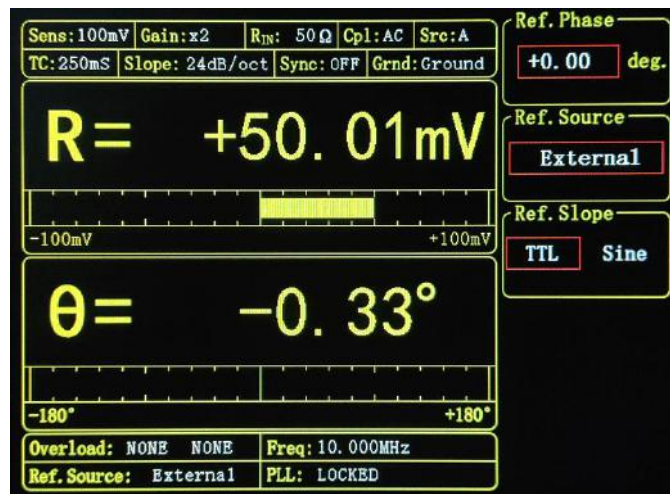 Sens:100mV Gain:x2 RIN: 50Ω Cpl:AC Src:A
TC:250mS Slope: 24dB/oct Sync:OFF Grnd:Ground
R= +50.01mV
-100mV +100mV
θ= -0.33°
-180° +180°
Overload: NONE NONE Freq:10.000MHz
Ref.Source: External PLL: LOCKED
Ref.Phase
+0.00 deg.
Ref.Source
External
Ref.Slope
TTL Sine